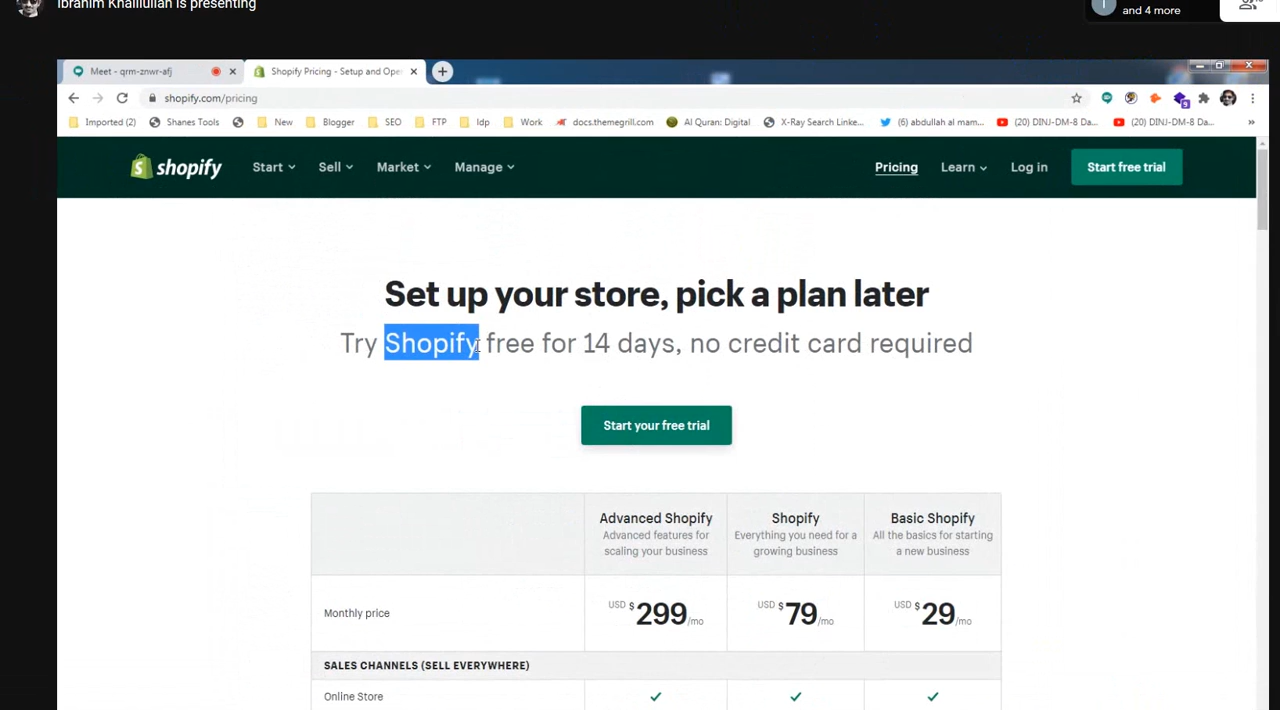 Ibrahim Khalilullah is presenting
and 4 more
Meet - qrm-znwr-afj
Shopify Pricing - Setup and Ope
shopify.com/pricing
Imported (2)
Shanes Tools
New
Blogger
SEO
FTP
Idp
Work
docs.themegrill.com
Al Quran: Digital
X-Ray Search Linke...
(6) abdullah al mam...
(20) DINJ-DM-8 Da...
(20) DINJ-DM-8 Da...
»
shopify
Start
Sell
Market
Manage
Pricing
Learn
Log in
Start free trial
Set up your store, pick a plan later
Try Shopify free for 14 days, no credit card required
Start your free trial
Advanced Shopify
Advanced features for
scaling your business
Shopify
Everything you need for a
growing business
Basic Shopify
All the basics for starting
a new business
Monthly price
USD $ 299 /mo
USD $ 79 /mo
USD $ 29 /mo
SALES CHANNELS (SELL EVERYWHERE)
Online Store